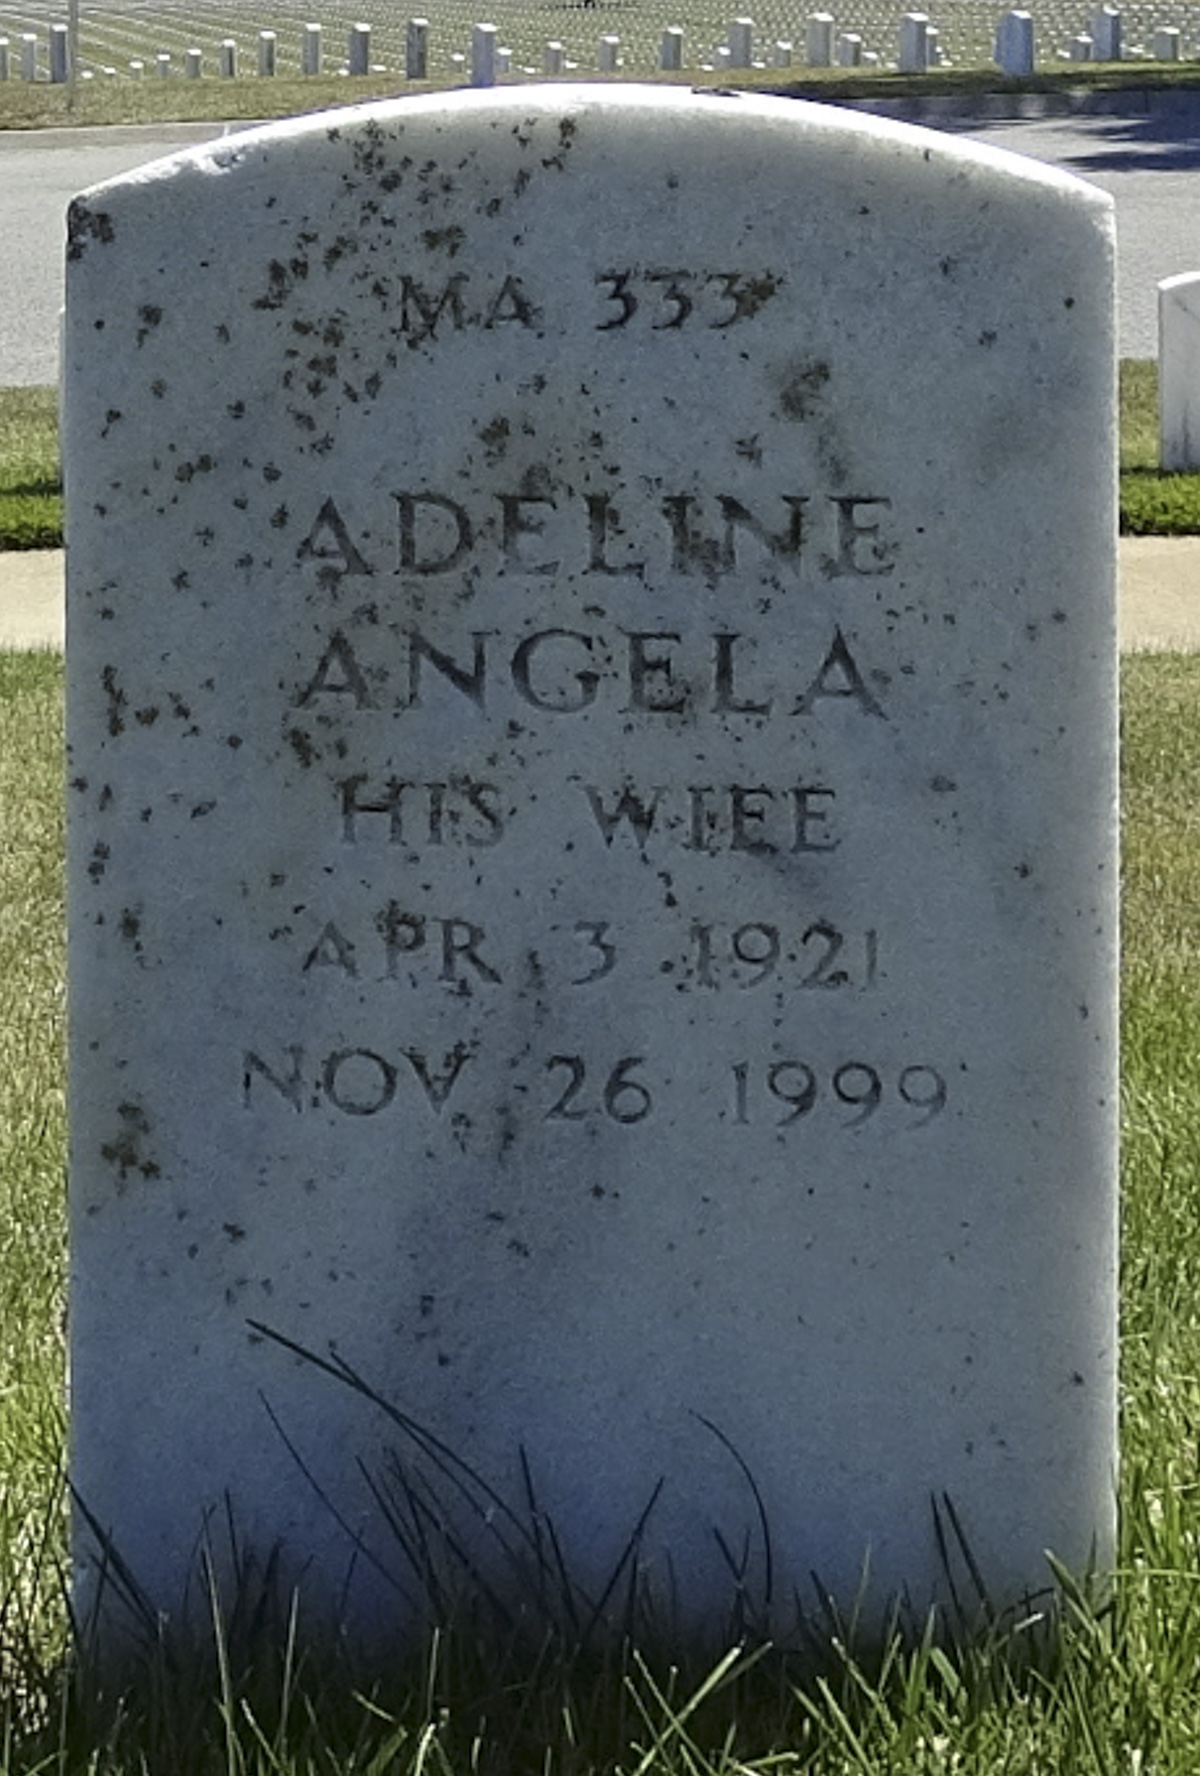 MA 333
ADELINE
ANGELA
HIS WIFE
APR 3 1921
NOV 26 1999